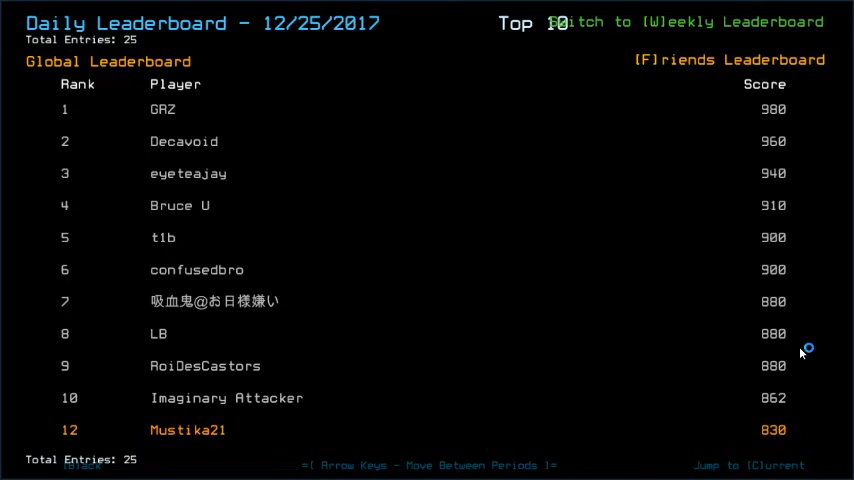 Daily Leaderboard - 12/25/2017 Top 10 Switch to [W]eekly Leaderboard
Total Entries: 25
Global Leaderboard [F]riends Leaderboard
Rank Player Score
1 GRZ 980
2 Decavoid 960
3 eyeteajay 940
4 Bruce U 910
5 t1b 900
6 confusedbro 900
7 吸血鬼@お日様嫌い 880
8 LB 880
9 RoiDesCastors 880
10 Imaginary Attacker 862
12 Mustika21 830
Total Entries: 25
[B]ack =[ Arrow Keys - Move Between Periods ]= Jump to [C]urrent